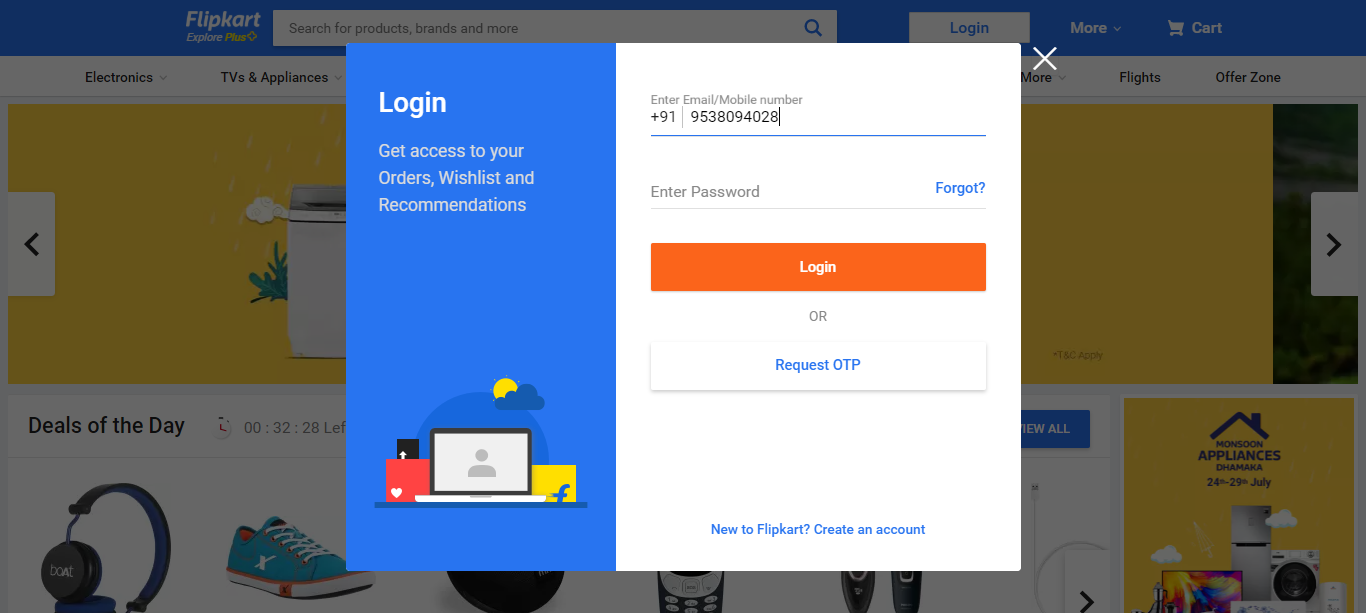 Flipkart
Explore Plus
Search for products, brands and more
Login
More
Cart
Electronics
TVs & Appliances
More
Flights
Offer Zone
Login
Get access to your
Orders, Wishlist and
Recommendations
Enter Email/Mobile number
+91 9538094028
Enter Password
Forgot?
Login
OR
Request OTP
New to Flipkart? Create an account
*T&C Apply
Deals of the Day
00 : 32 : 28 Lef
VIEW ALL
boAt
MONSOON
APPLIANCES
DHAMAKA
24th-29th July